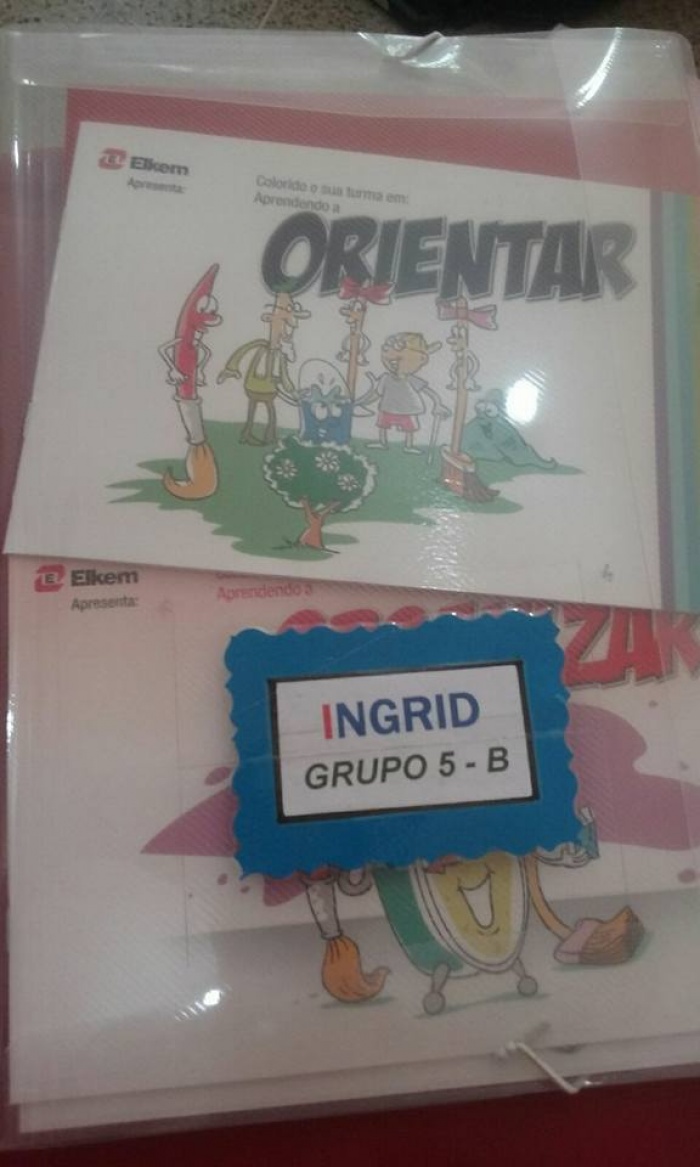 Elkem
Apresenta:
Colorido e sua turma em:
Aprendendo a
ORIENTAR
Elkem
Apresenta:
Aprendendo a
INGRID
GRUPO 5 - B